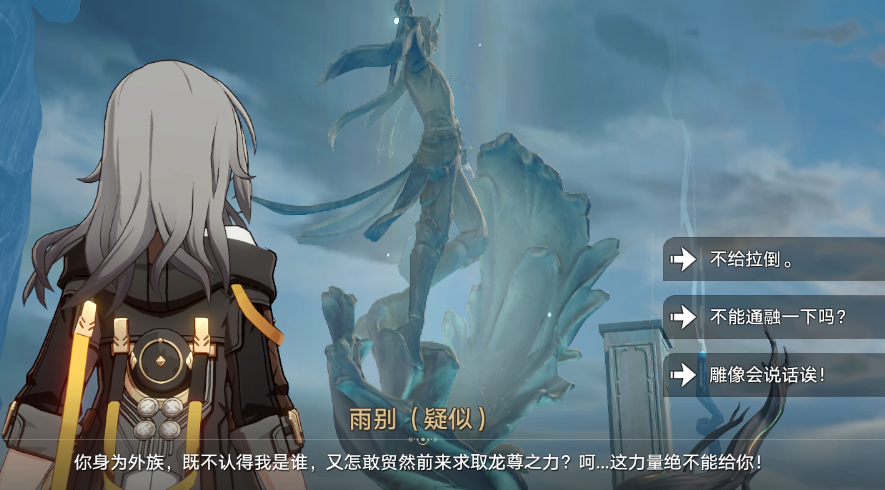 不给拉倒。
不能通融一下吗？
雕像会说话诶！
雨别（疑似）
你身为外族，既不认得我是谁，又怎敢贸然前来求取龙尊之力？呵...这力量绝不能给你！